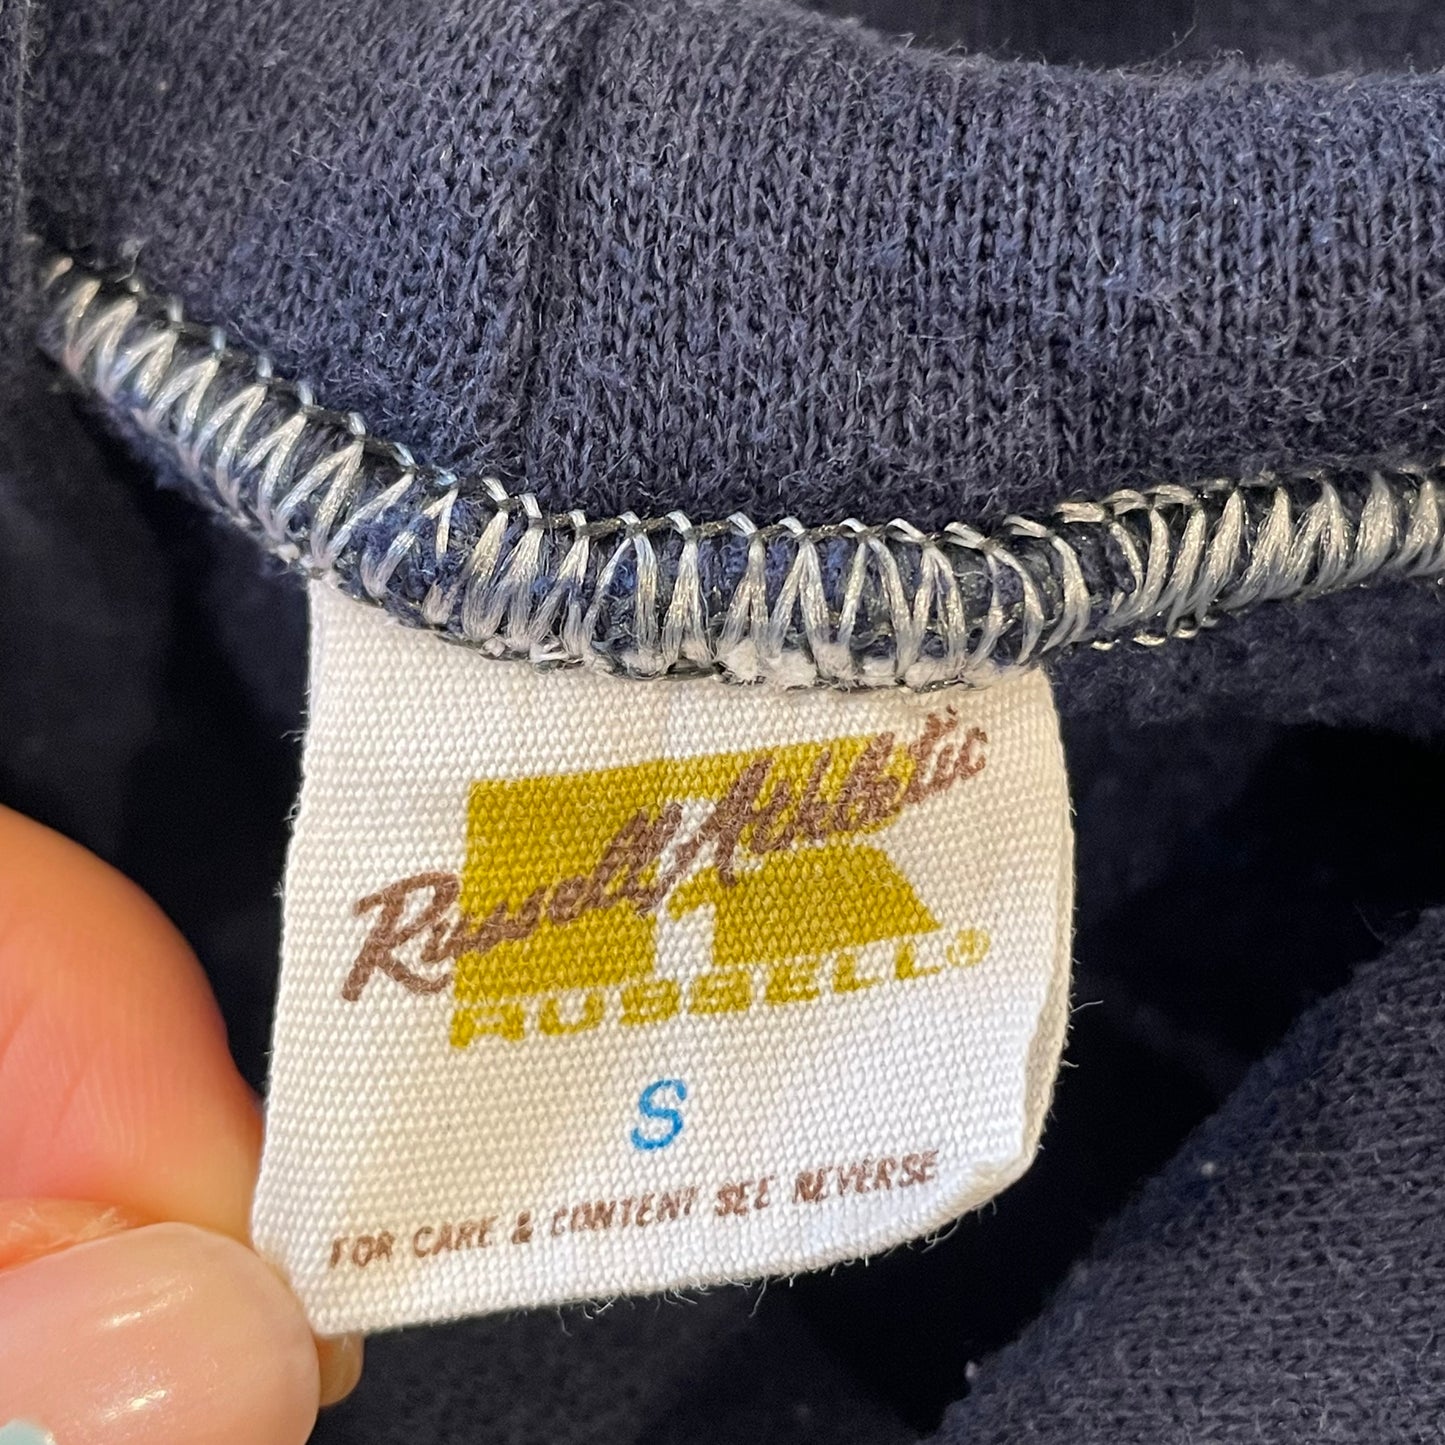 Russell Athletic
RUSSELL®
S
FOR CARE & CONTENT SEE REVERSE